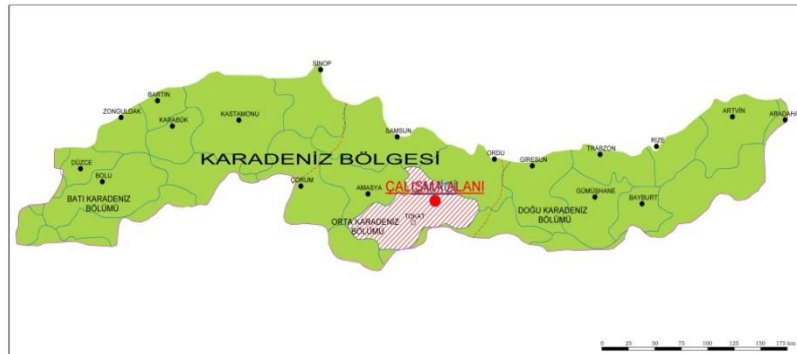 SİNOP
BARTIN
ZONGULDAK
KARABÜK
KASTAMONU
ARTVİN
ARADAHA
SAMSUN
RİZE
TRABZON
ORDU
GİRESUN
KARADENİZ BÖLGESİ
DÜZCE
BOLU
ÇORUM
AMASYA
ÇALIŞMA ALANI
BATI KARADENİZ
BÖLÜMÜ
GÜMÜŞHANE
BAYBURT
DOĞU KARADENİZ
BÖLÜMÜ
TOKAT
ORTA KARADENİZ
BÖLÜMÜ
0 25 50 75 100 125 150 175 km